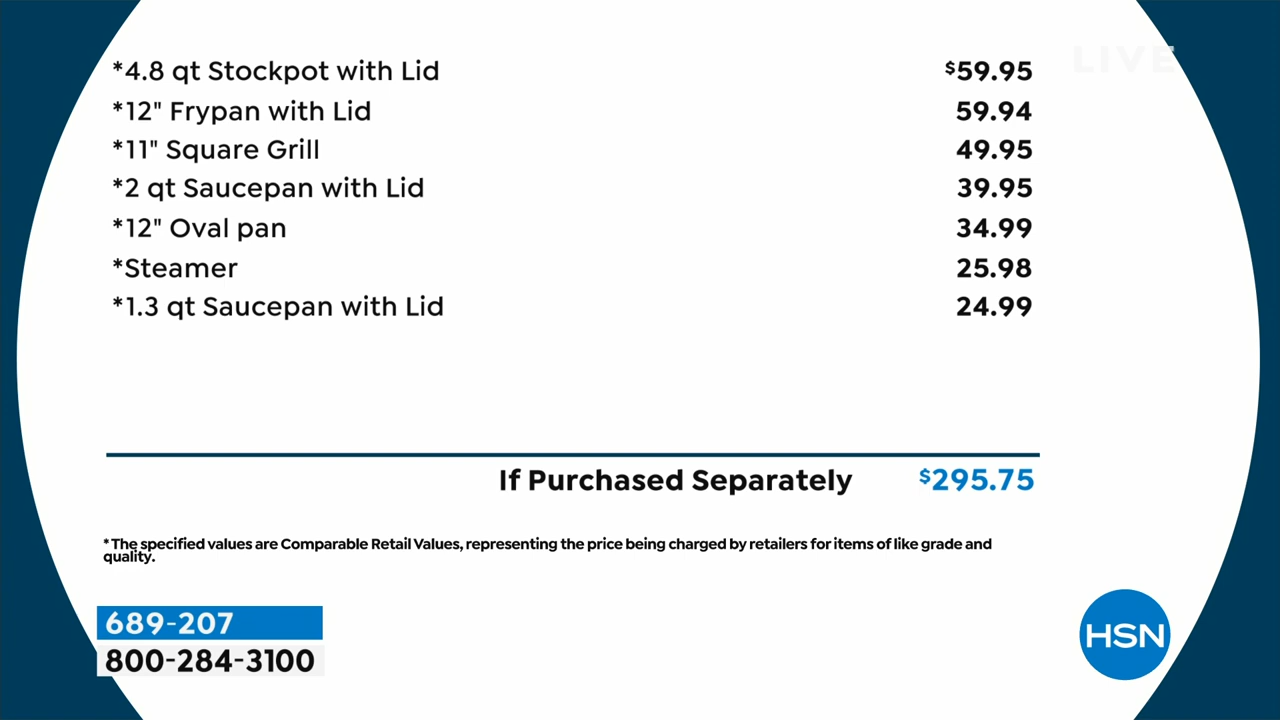 LIVE
*4.8 qt Stockpot with Lid $59.95
*12" Frypan with Lid 59.94
*11" Square Grill 49.95
*2 qt Saucepan with Lid 39.95
*12" Oval pan 34.99
*Steamer 25.98
*1.3 qt Saucepan with Lid 24.99
If Purchased Separately $295.75
*The specified values are Comparable Retail Values, representing the price being charged by retailers for items of like grade and
quality.
689-207
800-284-3100
HSN